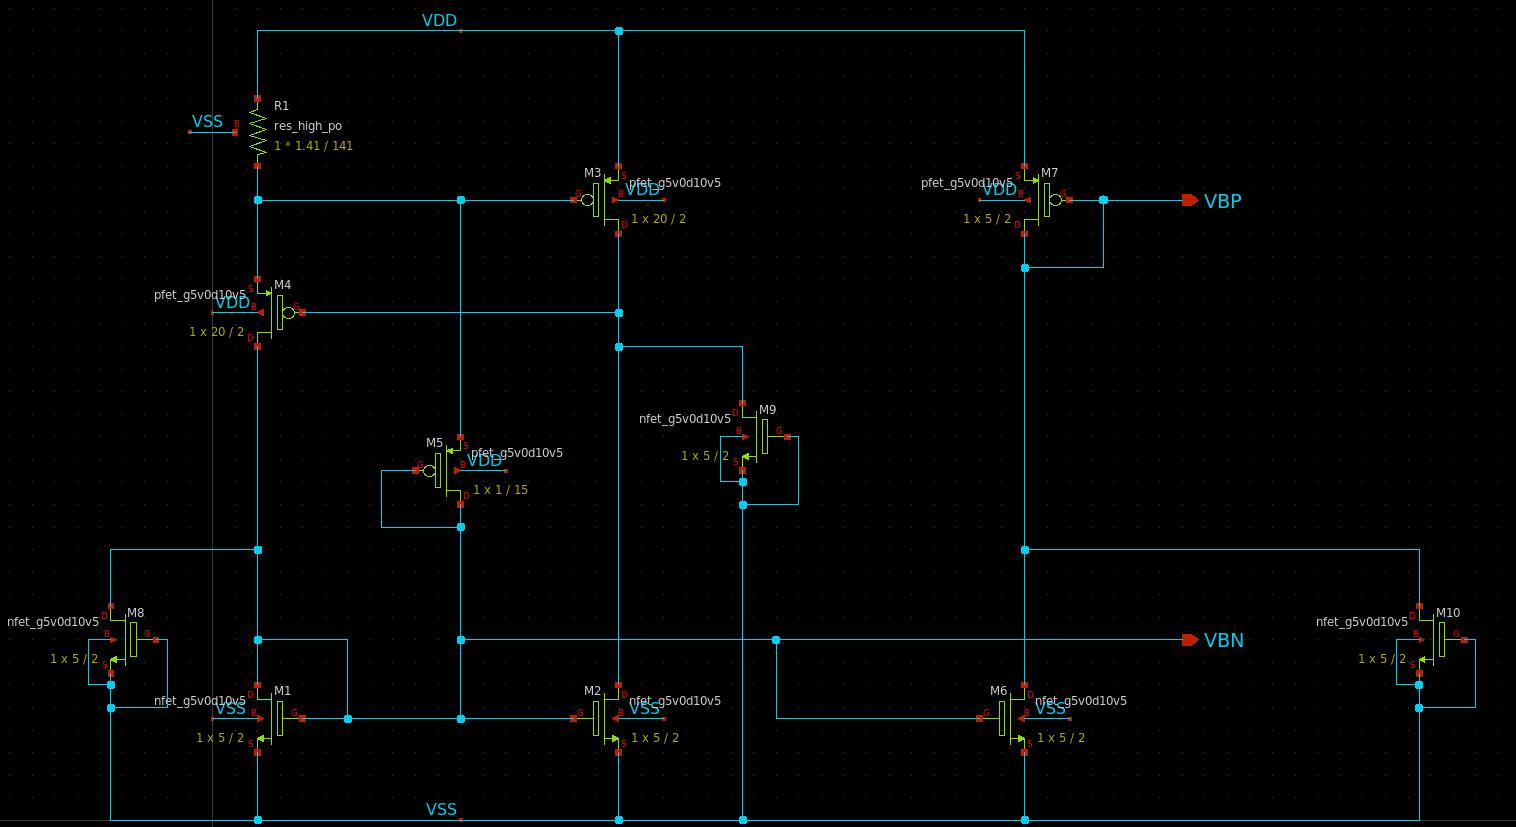 VDD
R1
VSS
B
res_high_po
1 * 1.41 / 141
M3
S
pfet_g5v0d10v5
G
B
VDD
1 x 20 / 2
D
M7
S
pfet_g5v0d10v5
VDD
B
G
1 x 5 / 2
D
VBP
M4
S
pfet_g5v0d10v5
VDD
B
G
1 x 20 / 2
D
M9
D
nfet_g5v0d10v5
B
G
1 x 5 / 2
S
M5
S
pfet_g5v0d10v5
G
B
VDD
1 x 1 / 15
D
M8
D
nfet_g5v0d10v5
B
G
1 x 5 / 2
S
M10
D
nfet_g5v0d10v5
B
G
1 x 5 / 2
S
VBN
M1
D
nfet_g5v0d10v5
VSS
B
G
1 x 5 / 2
S
M2
D
nfet_g5v0d10v5
G
B
VSS
1 x 5 / 2
S
M6
D
nfet_g5v0d10v5
G
B
VSS
1 x 5 / 2
S
VSS